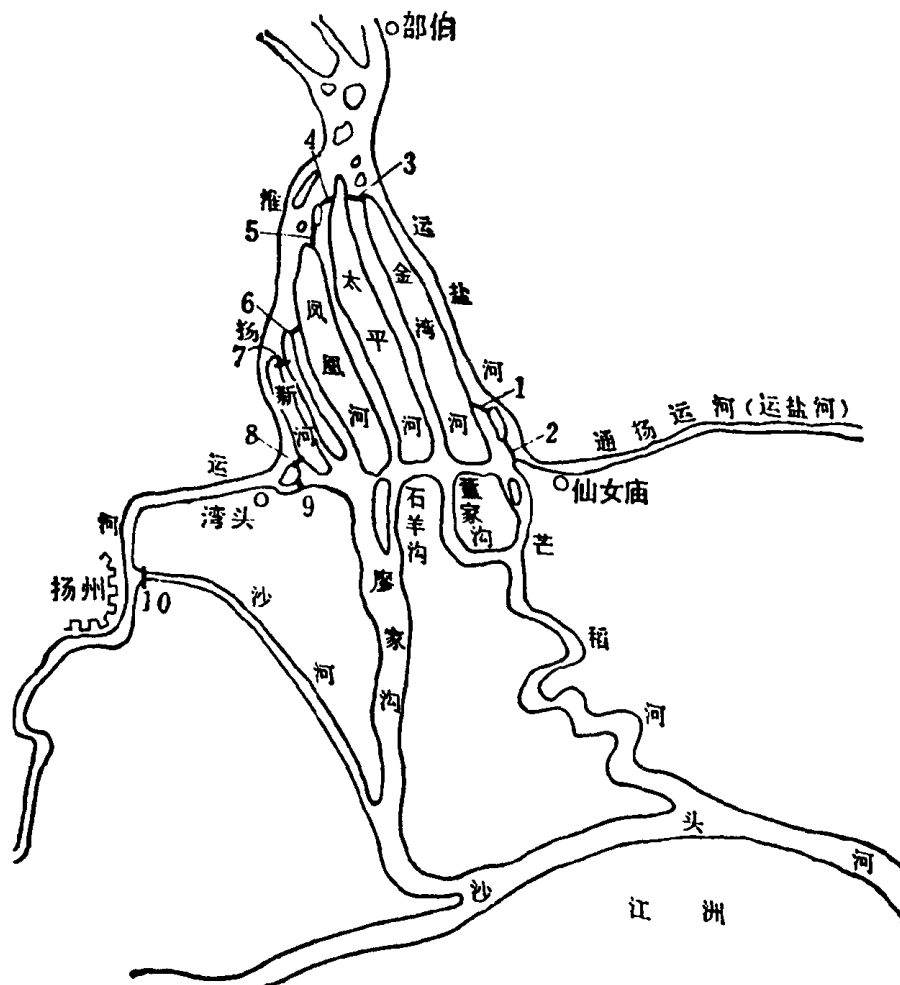 邵伯
4
3
淮
运
5
盐
太平河
金湾河
凤凰河
6
扬
7
新河
河
1
2
通扬运河(运盐河)
8
运
9
仙女庙
湾头
石羊沟
董家沟
河
芒
扬州
10
沙
河
廖家沟
稻
河
沙
头
河
江洲